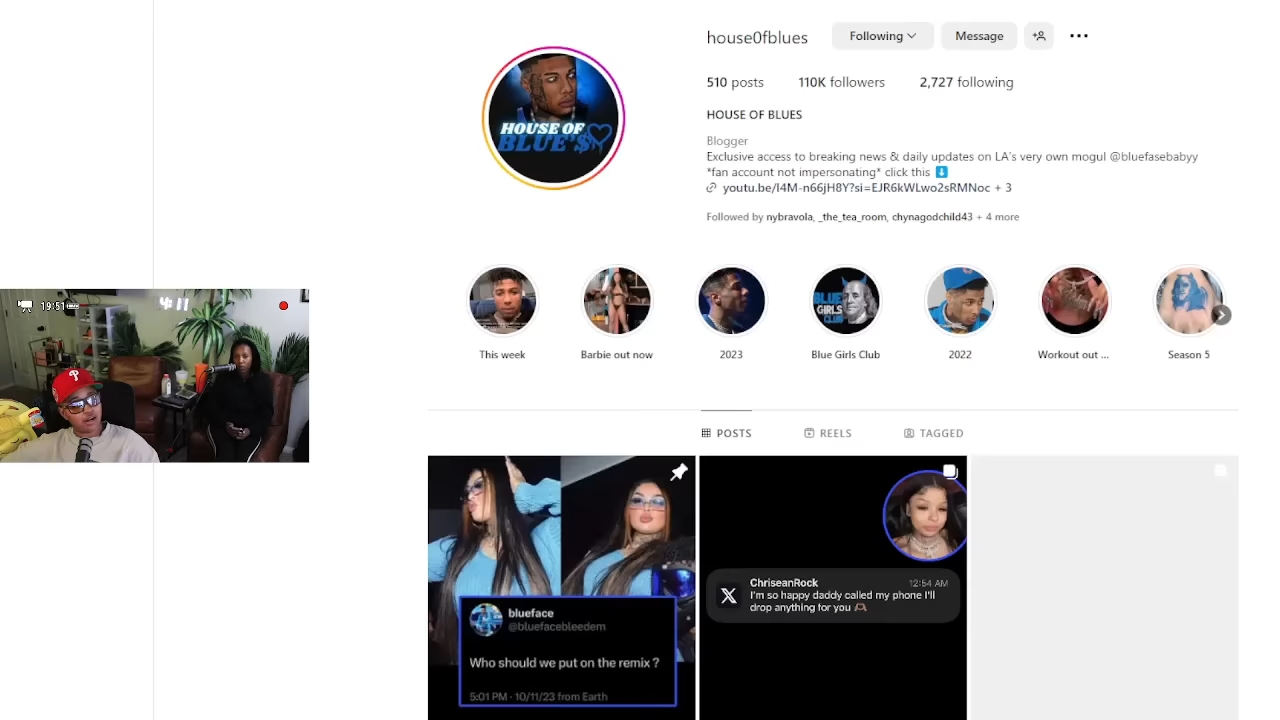 house0fblues
Following
Message
510 posts
110K followers
2,727 following
HOUSE OF BLUES
Blogger
Exclusive access to breaking news & daily updates on LA's very own mogul @bluefasebabyy
*fan account not impersonating* click this ⬇️
youtu.be/I4M-n66jH8Y?si=EJR6kWLwo2sRMNoc + 3
Followed by nybravola, _the_tea_room, chynagodchild43 + 4 more
HOUSE OF
BLUE'$
19:51
4:11
BLUE
GIRLS
CLUB
This week
Barbie out now
2023
Blue Girls Club
2022
Workout out ...
Season 5
POSTS
REELS
TAGGED
blueface
@bluefacebleedem
Who should we put on the remix ?
5:01 PM · 10/11/23 from Earth
ChriseanRock
12:54 AM
I'm so happy daddy called my phone I'll
drop anything for you 🫶🏽